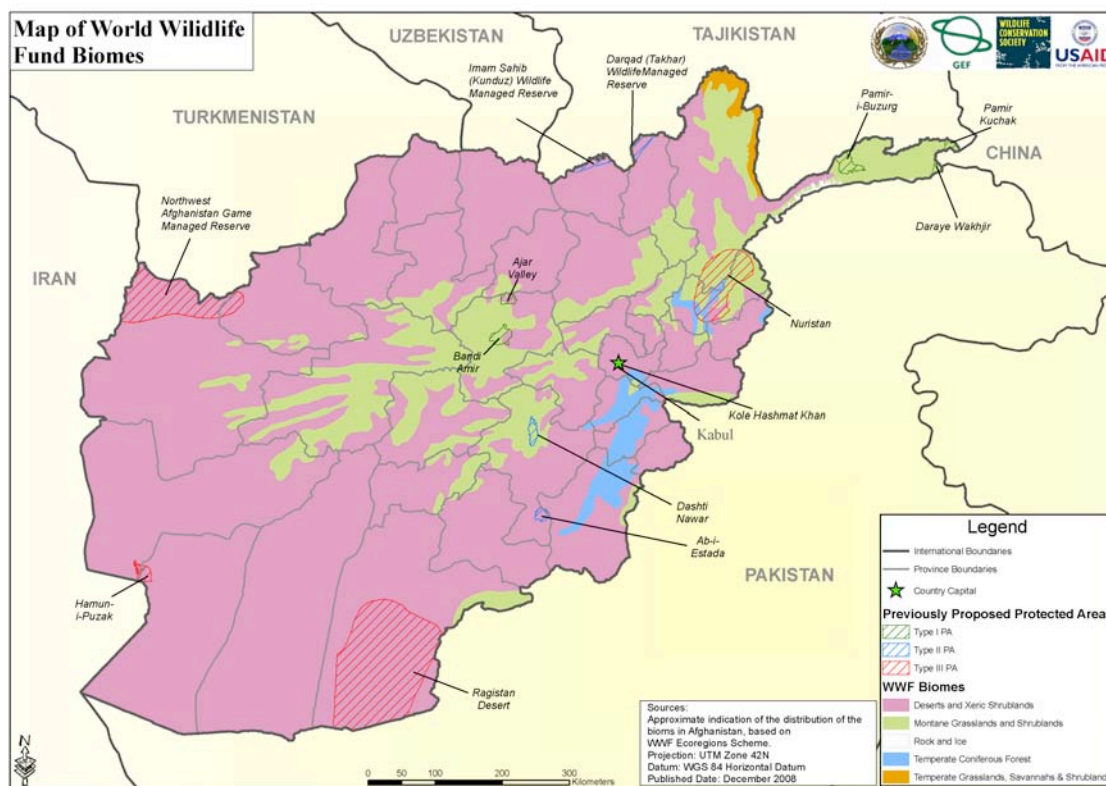 Map of World Wilidlife
Fund Biomes
UZBEKISTAN
TAJIKISTAN
TURKMENISTAN
CHINA
IRAN
PAKISTAN
GEF
WILDLIFE
CONSERVATION
SOCIETY
USAID
Imam Sahib
(Kunduz) Wildlife
Managed Reserve
Darqad (Takhar)
WildlifeManaged
Reserve
Pamir-
i-Buzurg
Pamir
Kuchak
Daraye Wakhjir
Northwest
Afghanistan Game
Managed Reserve
Ajar
Valley
Bandi
Amir
Nuristan
Kole Hashmat Khan
Kabul
Dashti
Nawar
Ab-i-
Estada
Hamun-
i-Puzak
Ragistan
Desert
Legend
International Boundaries
Province Boundaries
Country Capital
Previously Proposed Protected Area
Type I PA
Type II PA
Type III PA
WWF Biomes
Deserts and Xeric Shrublands
Montane Grasslands and Shrublands
Rock and Ice
Temperate Coniferous Forest
Temperate Grasslands, Savannahs & Shrubland
Sources:
Approximate indication of the distribution of the
bioms in Afghanistan, based on
WWF Ecoregions Scheme.
Projection: UTM Zone 42N
Datum: WGS 84 Horizontal Datum
Published Date: December 2008
N
0 50 100 200 300
Kilometers